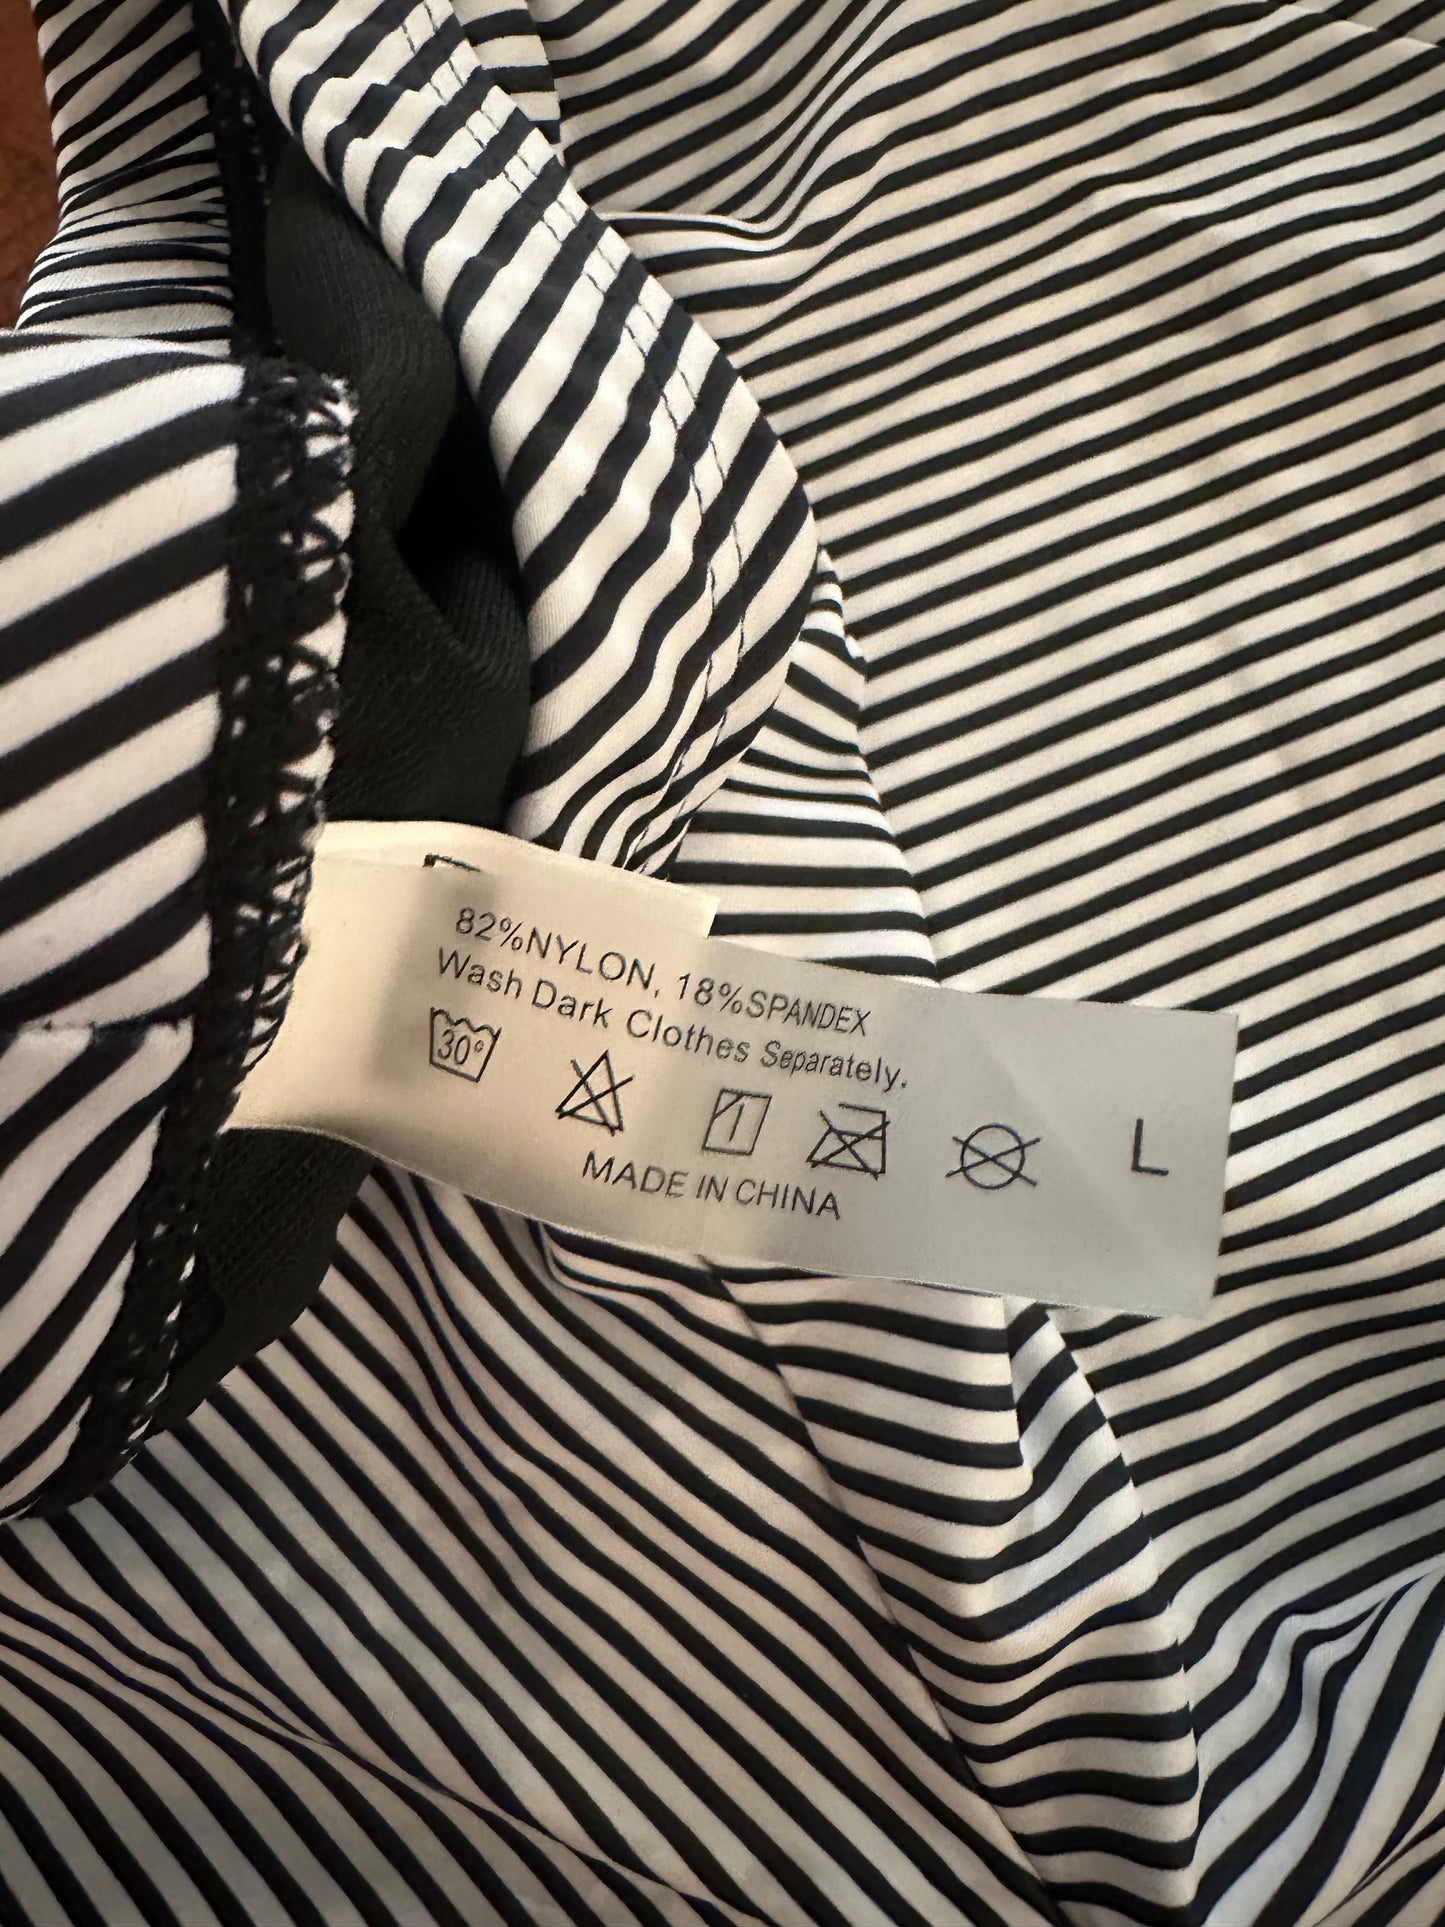 82%NYLON, 18%SPANDEX
Wash Dark Clothes Separately.
30°
L
MADE IN CHINA